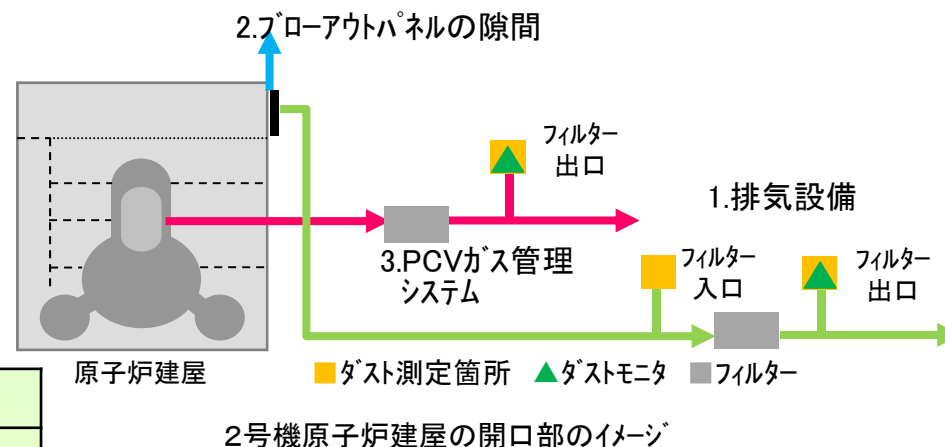 2.ブローアウトパネルの隙間
フィルター
出口
1.排気設備
3.PCVガス管理
システム
フィルター
入口
フィルター
出口
原子炉建屋
ダスト測定箇所 ダストモニタ フィルター
2号機原子炉建屋の開口部のイメージ